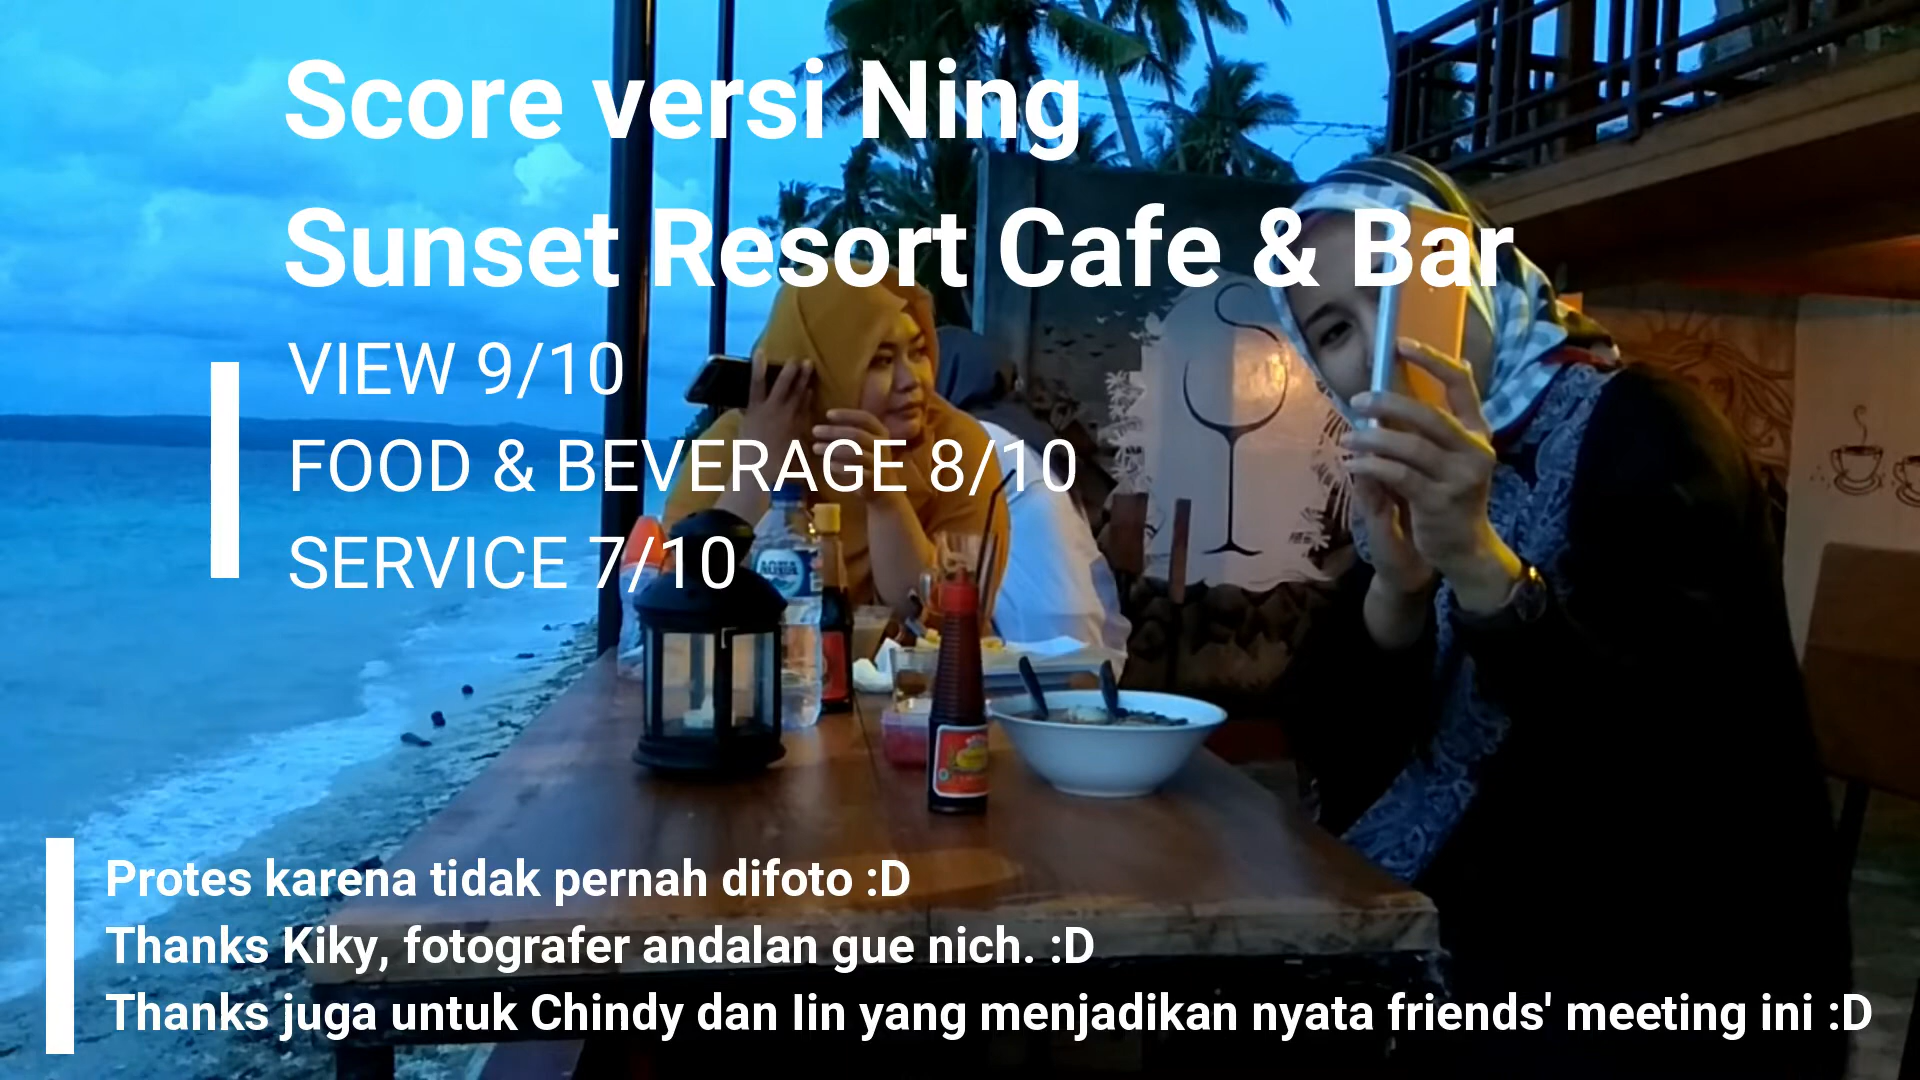 Score versi Ning
Sunset Resort Cafe & Bar
VIEW 9/10
FOOD & BEVERAGE 8/10
SERVICE 7/10
AQUA
Protes karena tidak pernah difoto :D
Thanks Kiky, fotografer andalan gue nich. :D
Thanks juga untuk Chindy dan Iin yang menjadikan nyata friends' meeting ini :D